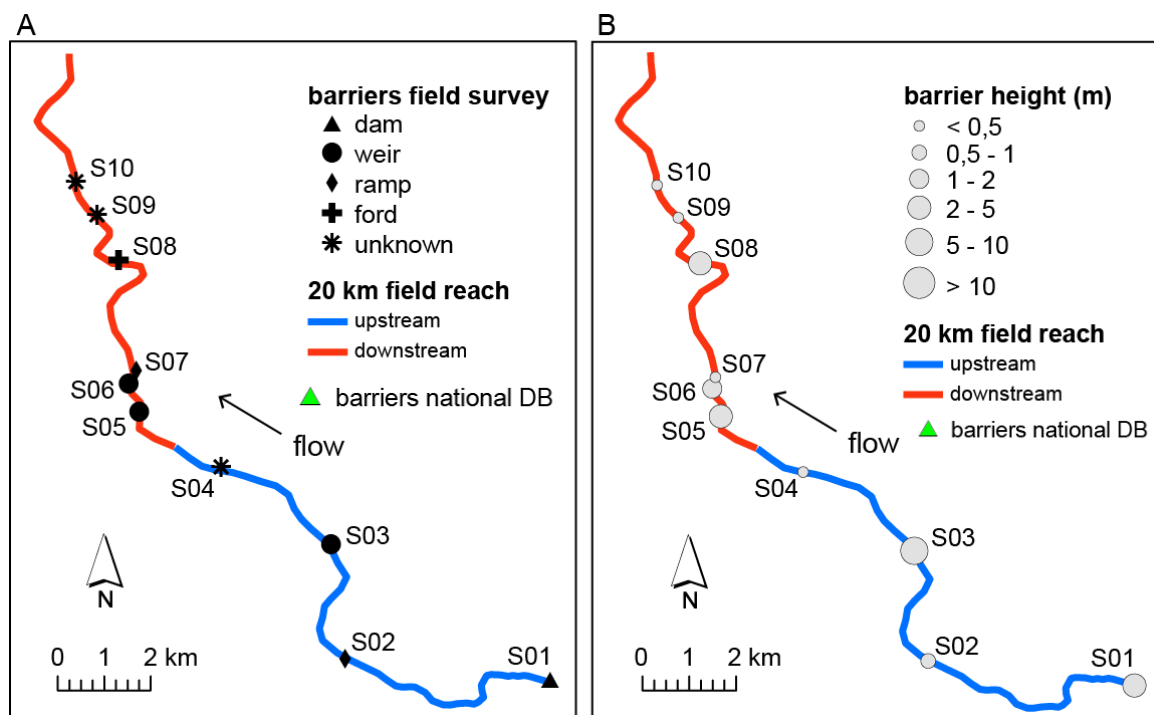 A
barriers field survey
dam
weir
ramp
ford
unknown
20 km field reach
upstream
downstream
barriers national DB
flow
S10
S09
S08
S07
S06
S05
S04
S03
S02
S01
N
0 1 2 km
B
barrier height (m)
< 0,5
0,5 - 1
1 - 2
2 - 5
5 - 10
> 10
20 km field reach
upstream
downstream
barriers national DB
flow
S10
S09
S08
S07
S06
S05
S04
S03
S02
S01
N
0 1 2 km